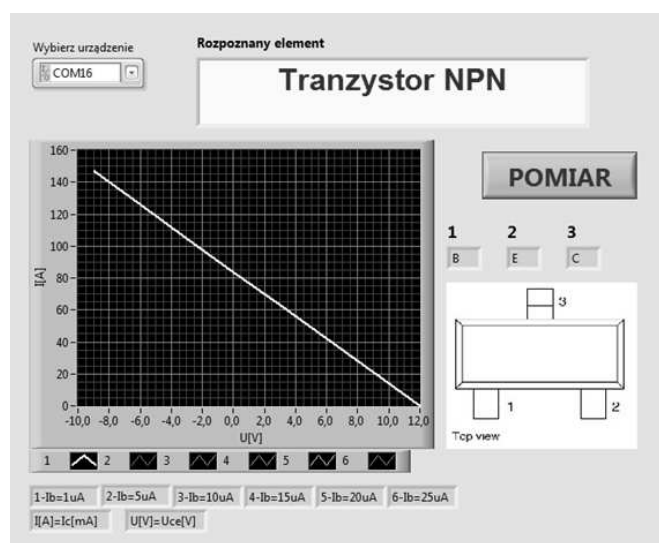 Wybierz urządzenie
COM16
Rozpoznany element
Tranzystor NPN
160
140
120
100
80
60
40
20
0
I[A]
-10,0 -8,0 -6,0 -4,0 -2,0 0,0 2,0 4,0 6,0 8,0 10,0 12,0
U[V]
1 2 3 4 5 6
POMIAR
1 2 3
B E C
3
1 2
Top view
1-Ib=1uA 2-Ib=5uA 3-Ib=10uA 4-Ib=15uA 5-Ib=20uA 6-Ib=25uA
I[A]=Ic[mA] U[V]=Uce[V]